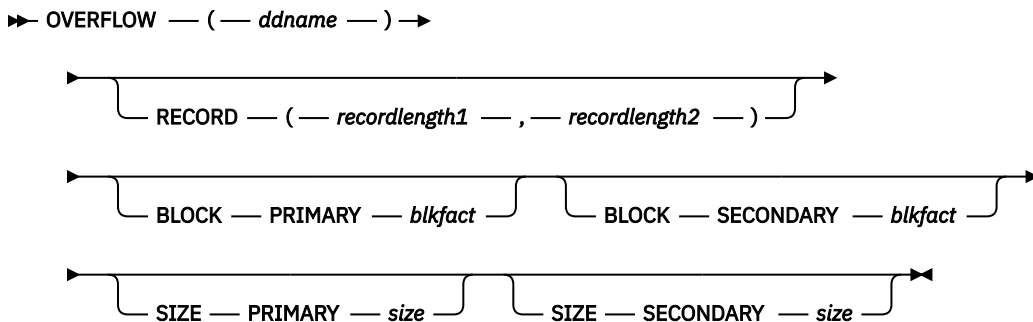 OVERFLOW ( ddname )
RECORD ( recordlength1 , recordlength2 )
BLOCK PRIMARY blkfact BLOCK SECONDARY blkfact
SIZE PRIMARY size SIZE SECONDARY size